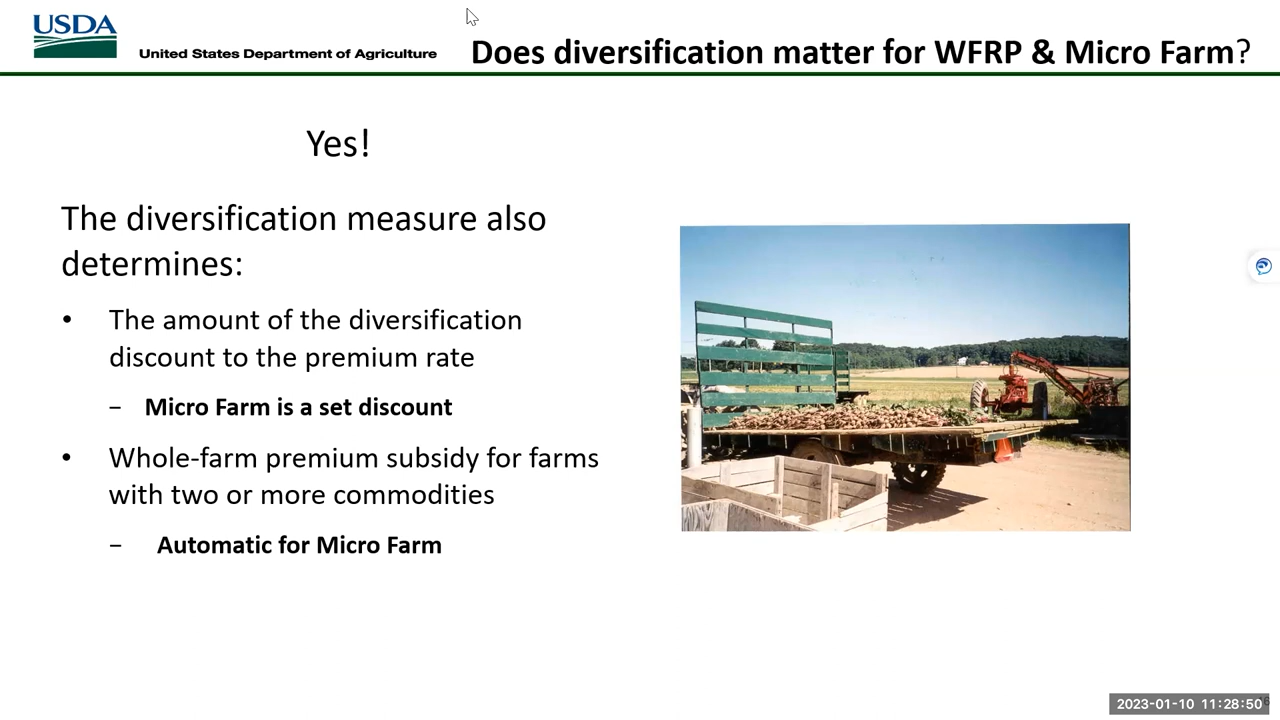 USDA
United States Department of Agriculture
Does diversification matter for WFRP & Micro Farm?
Yes!
The diversification measure also
determines:
• The amount of the diversification
discount to the premium rate
− Micro Farm is a set discount
• Whole-farm premium subsidy for farms
with two or more commodities
− Automatic for Micro Farm
2023-01-10 11:28:50